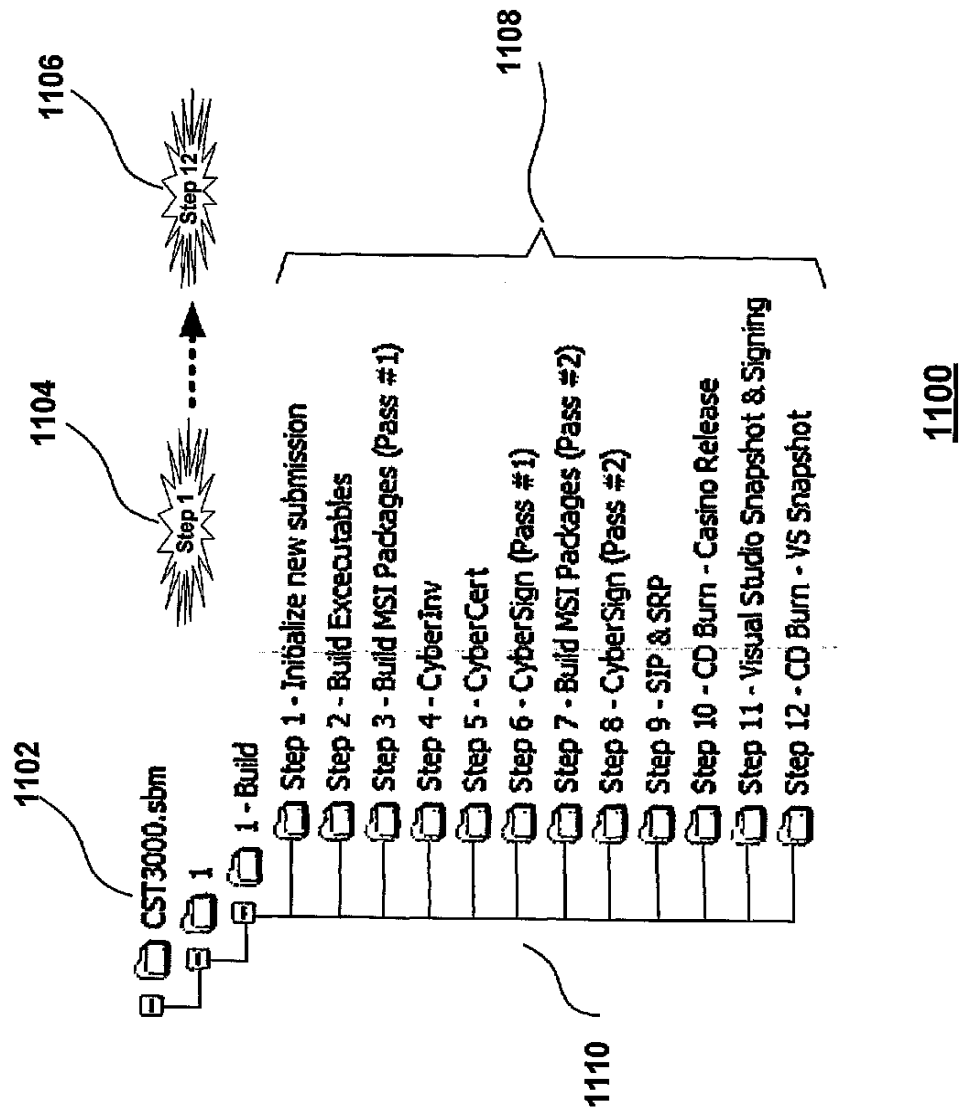 1102
1104
1106
CST3000.sbm
Step 1
Step 12
1
1 - Build
Step 1 - Initialize new submission
Step 2 - Build Excecutables
Step 3 - Build MSI Packages (Pass #1)
Step 4 - CyberInv
Step 5 - CyberCert
Step 6 - CyberSign (Pass #1)
Step 7 - Build MSI Packages (Pass #2)
Step 8 - CyberSign (Pass #2)
Step 9 - SIP & SRP
Step 10 - CD Burn - Casino Release
Step 11 - Visual Studio Snapshot & Signing
Step 12 - CD Burn - VS Snapshot
1108
1110
1100